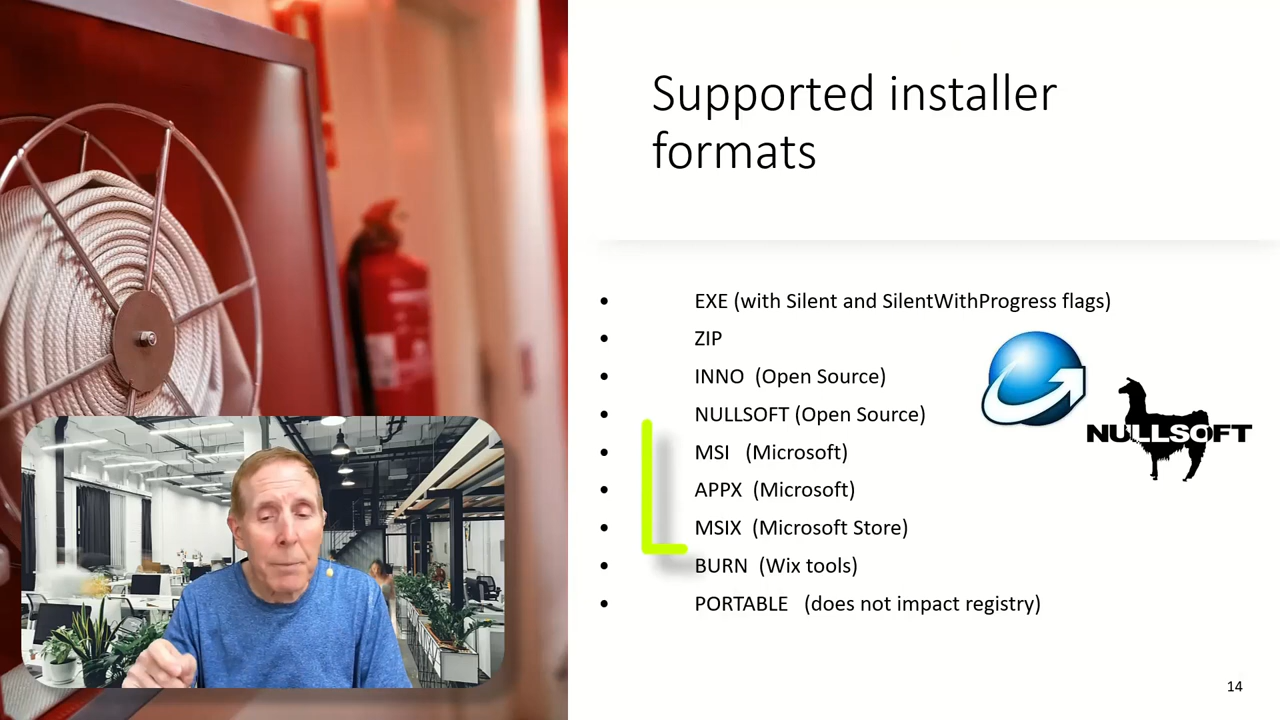 Supported installer
formats
• EXE (with Silent and SilentWithProgress flags)
• ZIP
• INNO (Open Source)
• NULLSOFT (Open Source)
• MSI (Microsoft)
• APPX (Microsoft)
• MSIX (Microsoft Store)
• BURN (Wix tools)
• PORTABLE (does not impact registry)
NULLSOFT
14